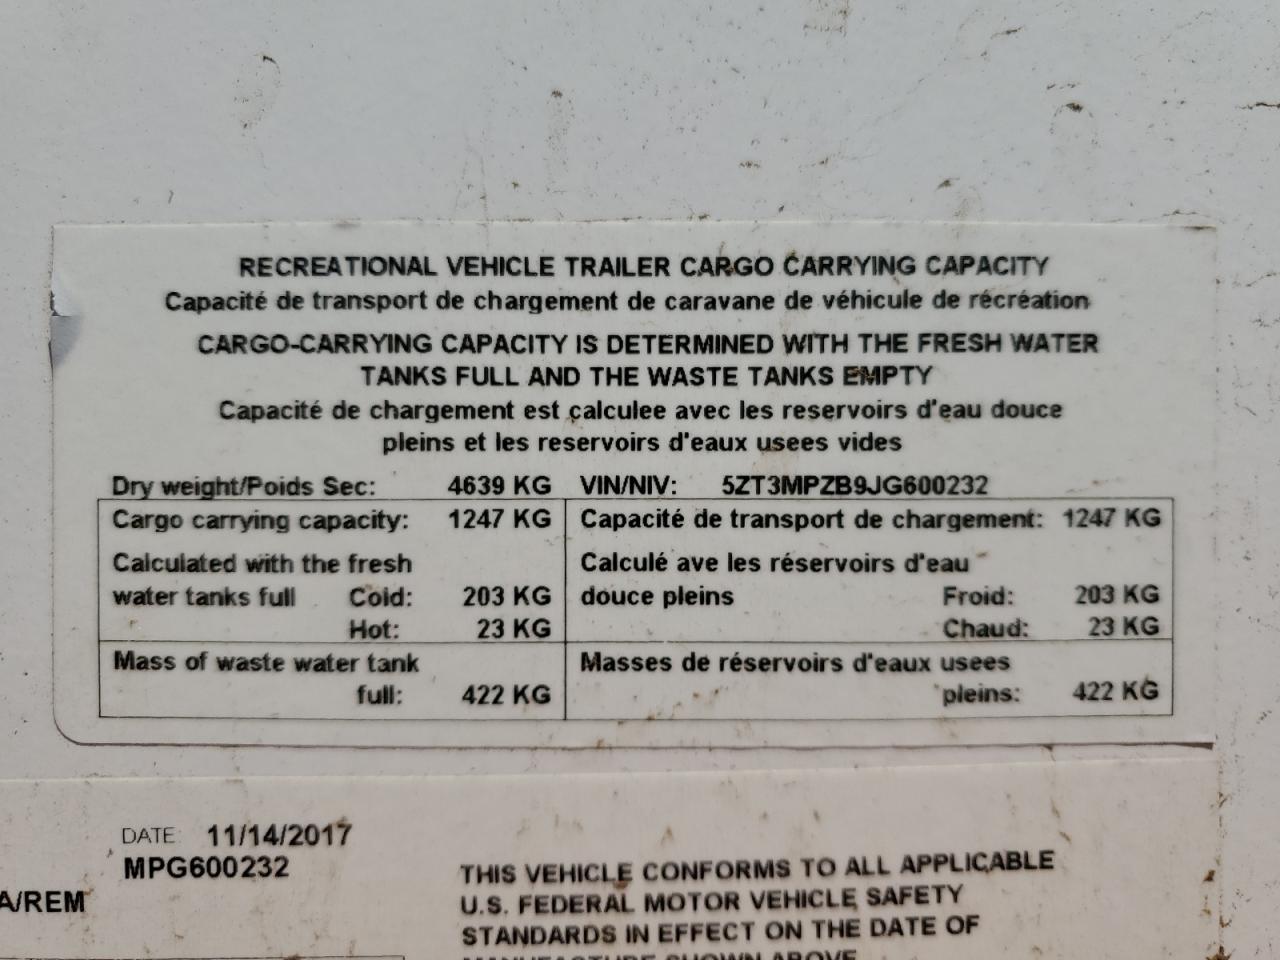 RECREATIONAL VEHICLE TRAILER CARGO CARRYING CAPACITY
Capacité de transport de chargement de caravane de véhicule de récréation
CARGO-CARRYING CAPACITY IS DETERMINED WITH THE FRESH WATER
TANKS FULL AND THE WASTE TANKS EMPTY
Capacité de chargement est calculee avec les reservoirs d'eau douce
pleins et les reservoirs d'eaux usees vides
Dry weight/Poids Sec: 4639 KG VIN/NIV: 5ZT3MPZB9JG600232
Cargo carrying capacity: 1247 KG Capacité de transport de chargement: 1247 KG
Calculated with the fresh Calculé ave les réservoirs d'eau
water tanks full Cold: 203 KG douce pleins Froid: 203 KG
Hot: 23 KG Chaud: 23 KG
Mass of waste water tank Masses de réservoirs d'eaux usees
full: 422 KG pleins: 422 KG
DATE: 11/14/2017
MPG600232
THIS VEHICLE CONFORMS TO ALL APPLICABLE
A/REM U.S. FEDERAL MOTOR VEHICLE SAFETY
STANDARDS IN EFFECT ON THE DATE OF
MANUFACTURE SHOWN ABOVE